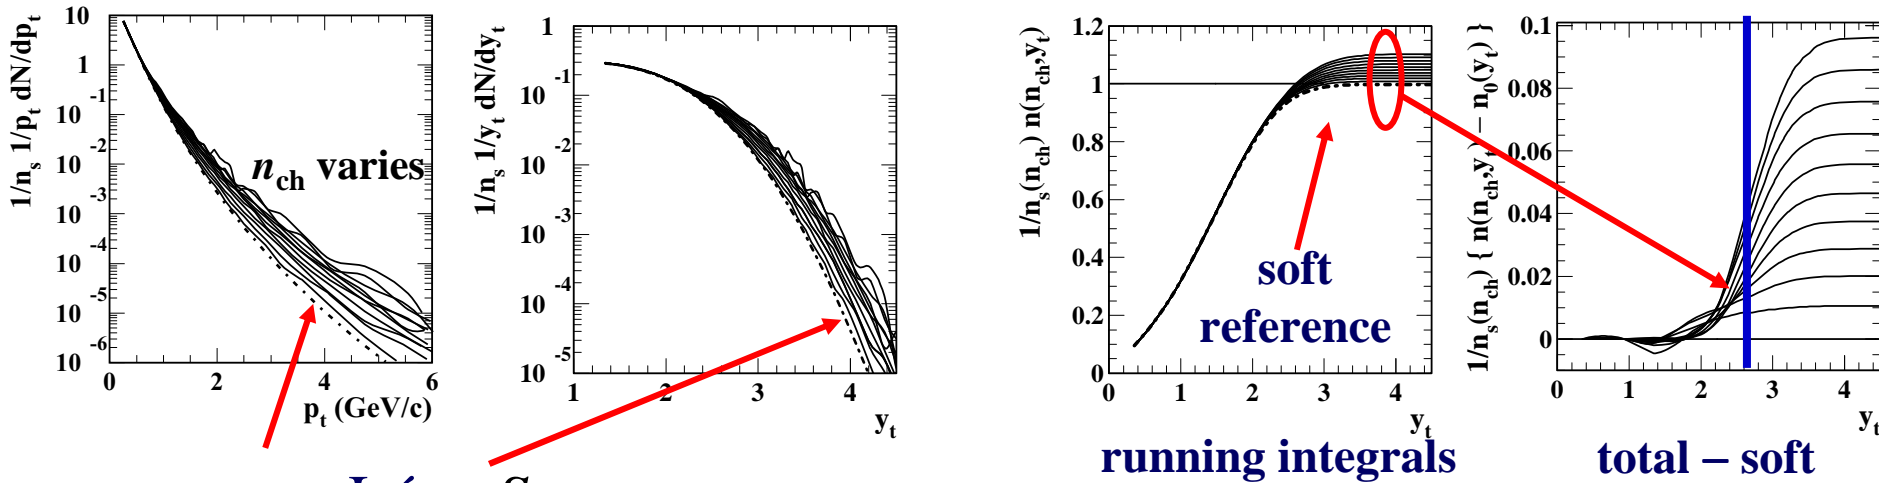 1/n_s 1/p_t dN/dp_t
10
1
10^-1
10^-2
10^-3
10^-4
10^-5
10^-6
0 2 4 6
p_t (GeV/c)
n_ch varies
1/n_s 1/y_t dN/dy_t
1
10^-1
10^-2
10^-3
10^-4
10^-5
1 2 3 4
y_t
1/n_s(n_ch) n(n_ch,y_t)
1.2
1
0.8
0.6
0.4
0.2
0
0 1 2 3 4
y_t
soft
reference
running integrals
1/n_s(n_ch) { n(n_ch,y_t) − n_0(y_t) }
0.1
0.08
0.06
0.04
0.02
0
0 1 2 3 4
y_t
total − soft